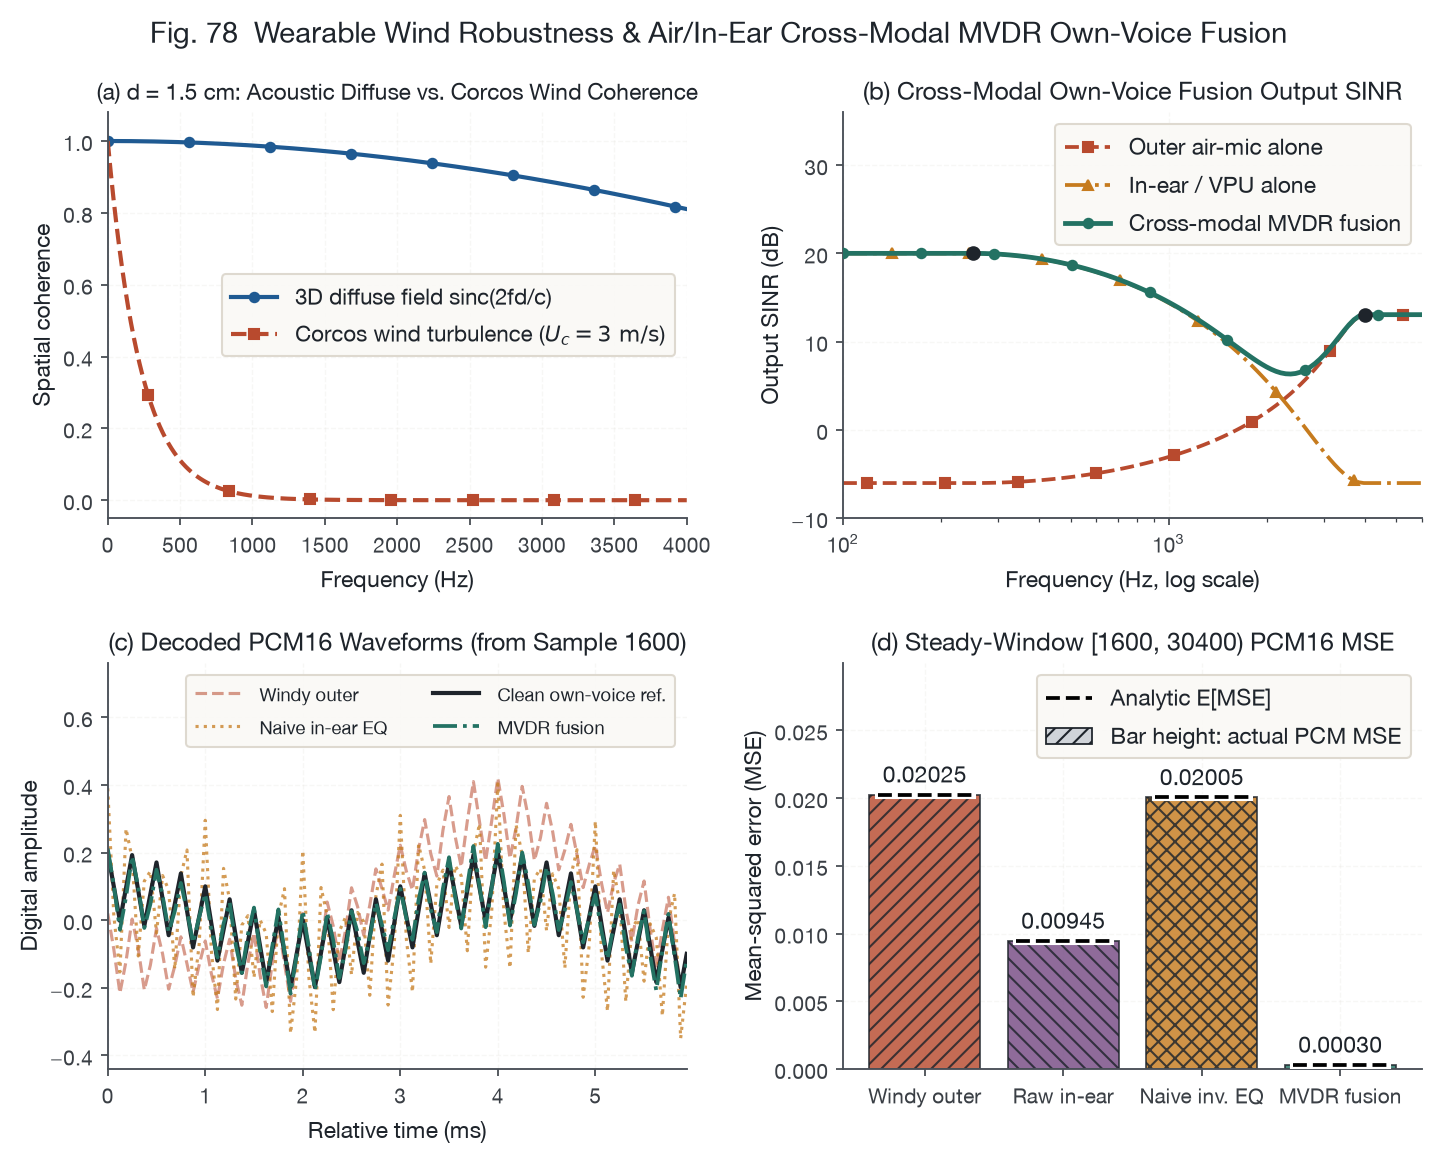 Fig. 78  Wearable Wind Robustness & Air/In-Ear Cross-Modal MVDR Own-Voice Fusion
(a) d = 1.5 cm: Acoustic Diffuse vs. Corcos Wind Coherence
Spatial coherence
1.0
0.8
0.6
0.4
0.2
0.0
3D diffuse field sinc(2fd/c)
Corcos wind turbulence (U_c = 3 m/s)
0 500 1000 1500 2000 2500 3000 3500 4000
Frequency (Hz)
(b) Cross-Modal Own-Voice Fusion Output SINR
Output SINR (dB)
30
20
10
0
−10
Outer air-mic alone
In-ear / VPU alone
Cross-modal MVDR fusion
10² 10³
Frequency (Hz, log scale)
(c) Decoded PCM16 Waveforms (from Sample 1600)
Digital amplitude
0.6
0.4
0.2
0.0
−0.2
−0.4
Windy outer
Naive in-ear EQ
Clean own-voice ref.
MVDR fusion
0 1 2 3 4 5
Relative time (ms)
(d) Steady-Window [1600, 30400) PCM16 MSE
Mean-squared error (MSE)
0.025
0.020
0.015
0.010
0.005
0.000
Analytic E[MSE]
Bar height: actual PCM MSE
0.02025
0.00945
0.02005
0.00030
Windy outer
Raw in-ear
Naive inv. EQ
MVDR fusion